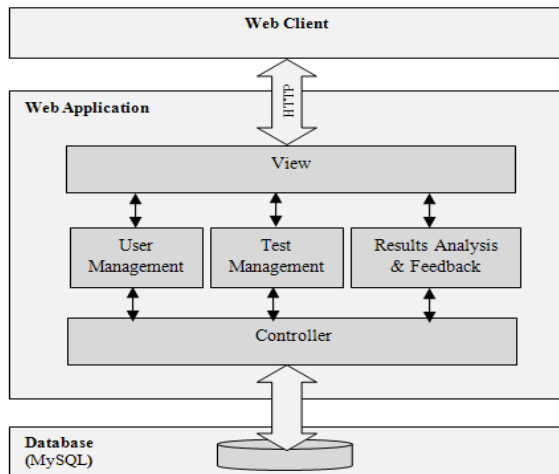 Web Client
HTTP
Web Application
View
User
Management
Test
Management
Results Analysis
& Feedback
Controller
Database
(MySQL)